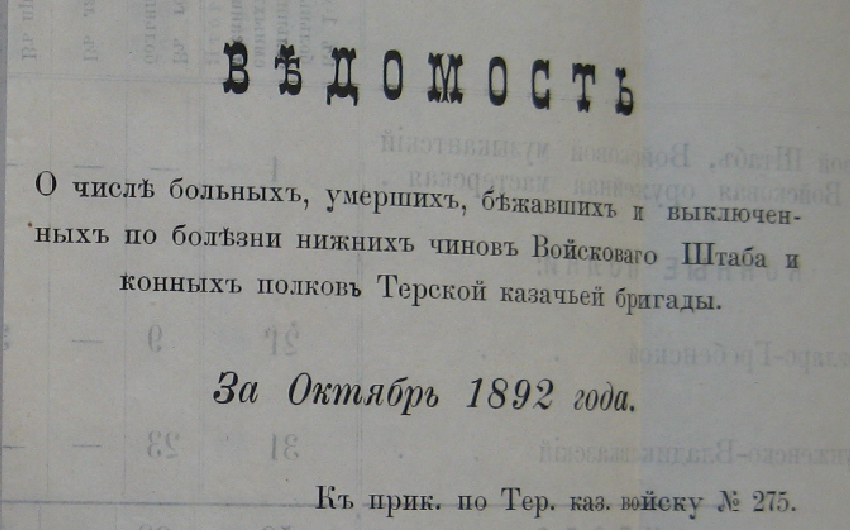 ВѢДОМОСТЬ
О числѣ больныхъ, умершихъ, бѣжавшихъ и выключен-
ныхъ по болѣзни нижнихъ чиновъ Войсковаго Штаба и
конныхъ полковъ Терской казачьей бригады.
За Октябрь 1892 года.
Къ прик. по Тер. каз. войску № 275.